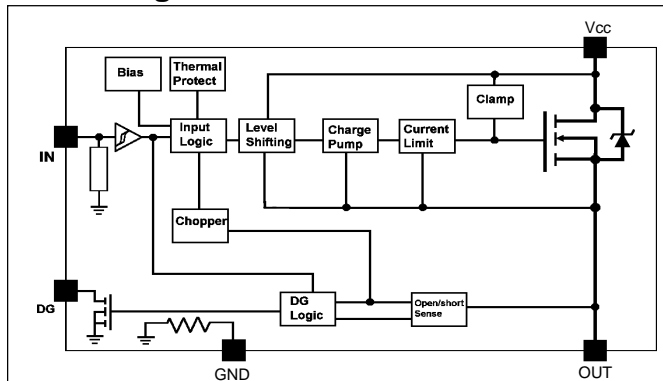 Vcc
Bias
Thermal
Protect
Clamp
Input
Logic
Level
Shifting
Charge
Pump
Current
Limit
IN
Chopper
DG
DG
Logic
Open/short
Sense
GND
OUT